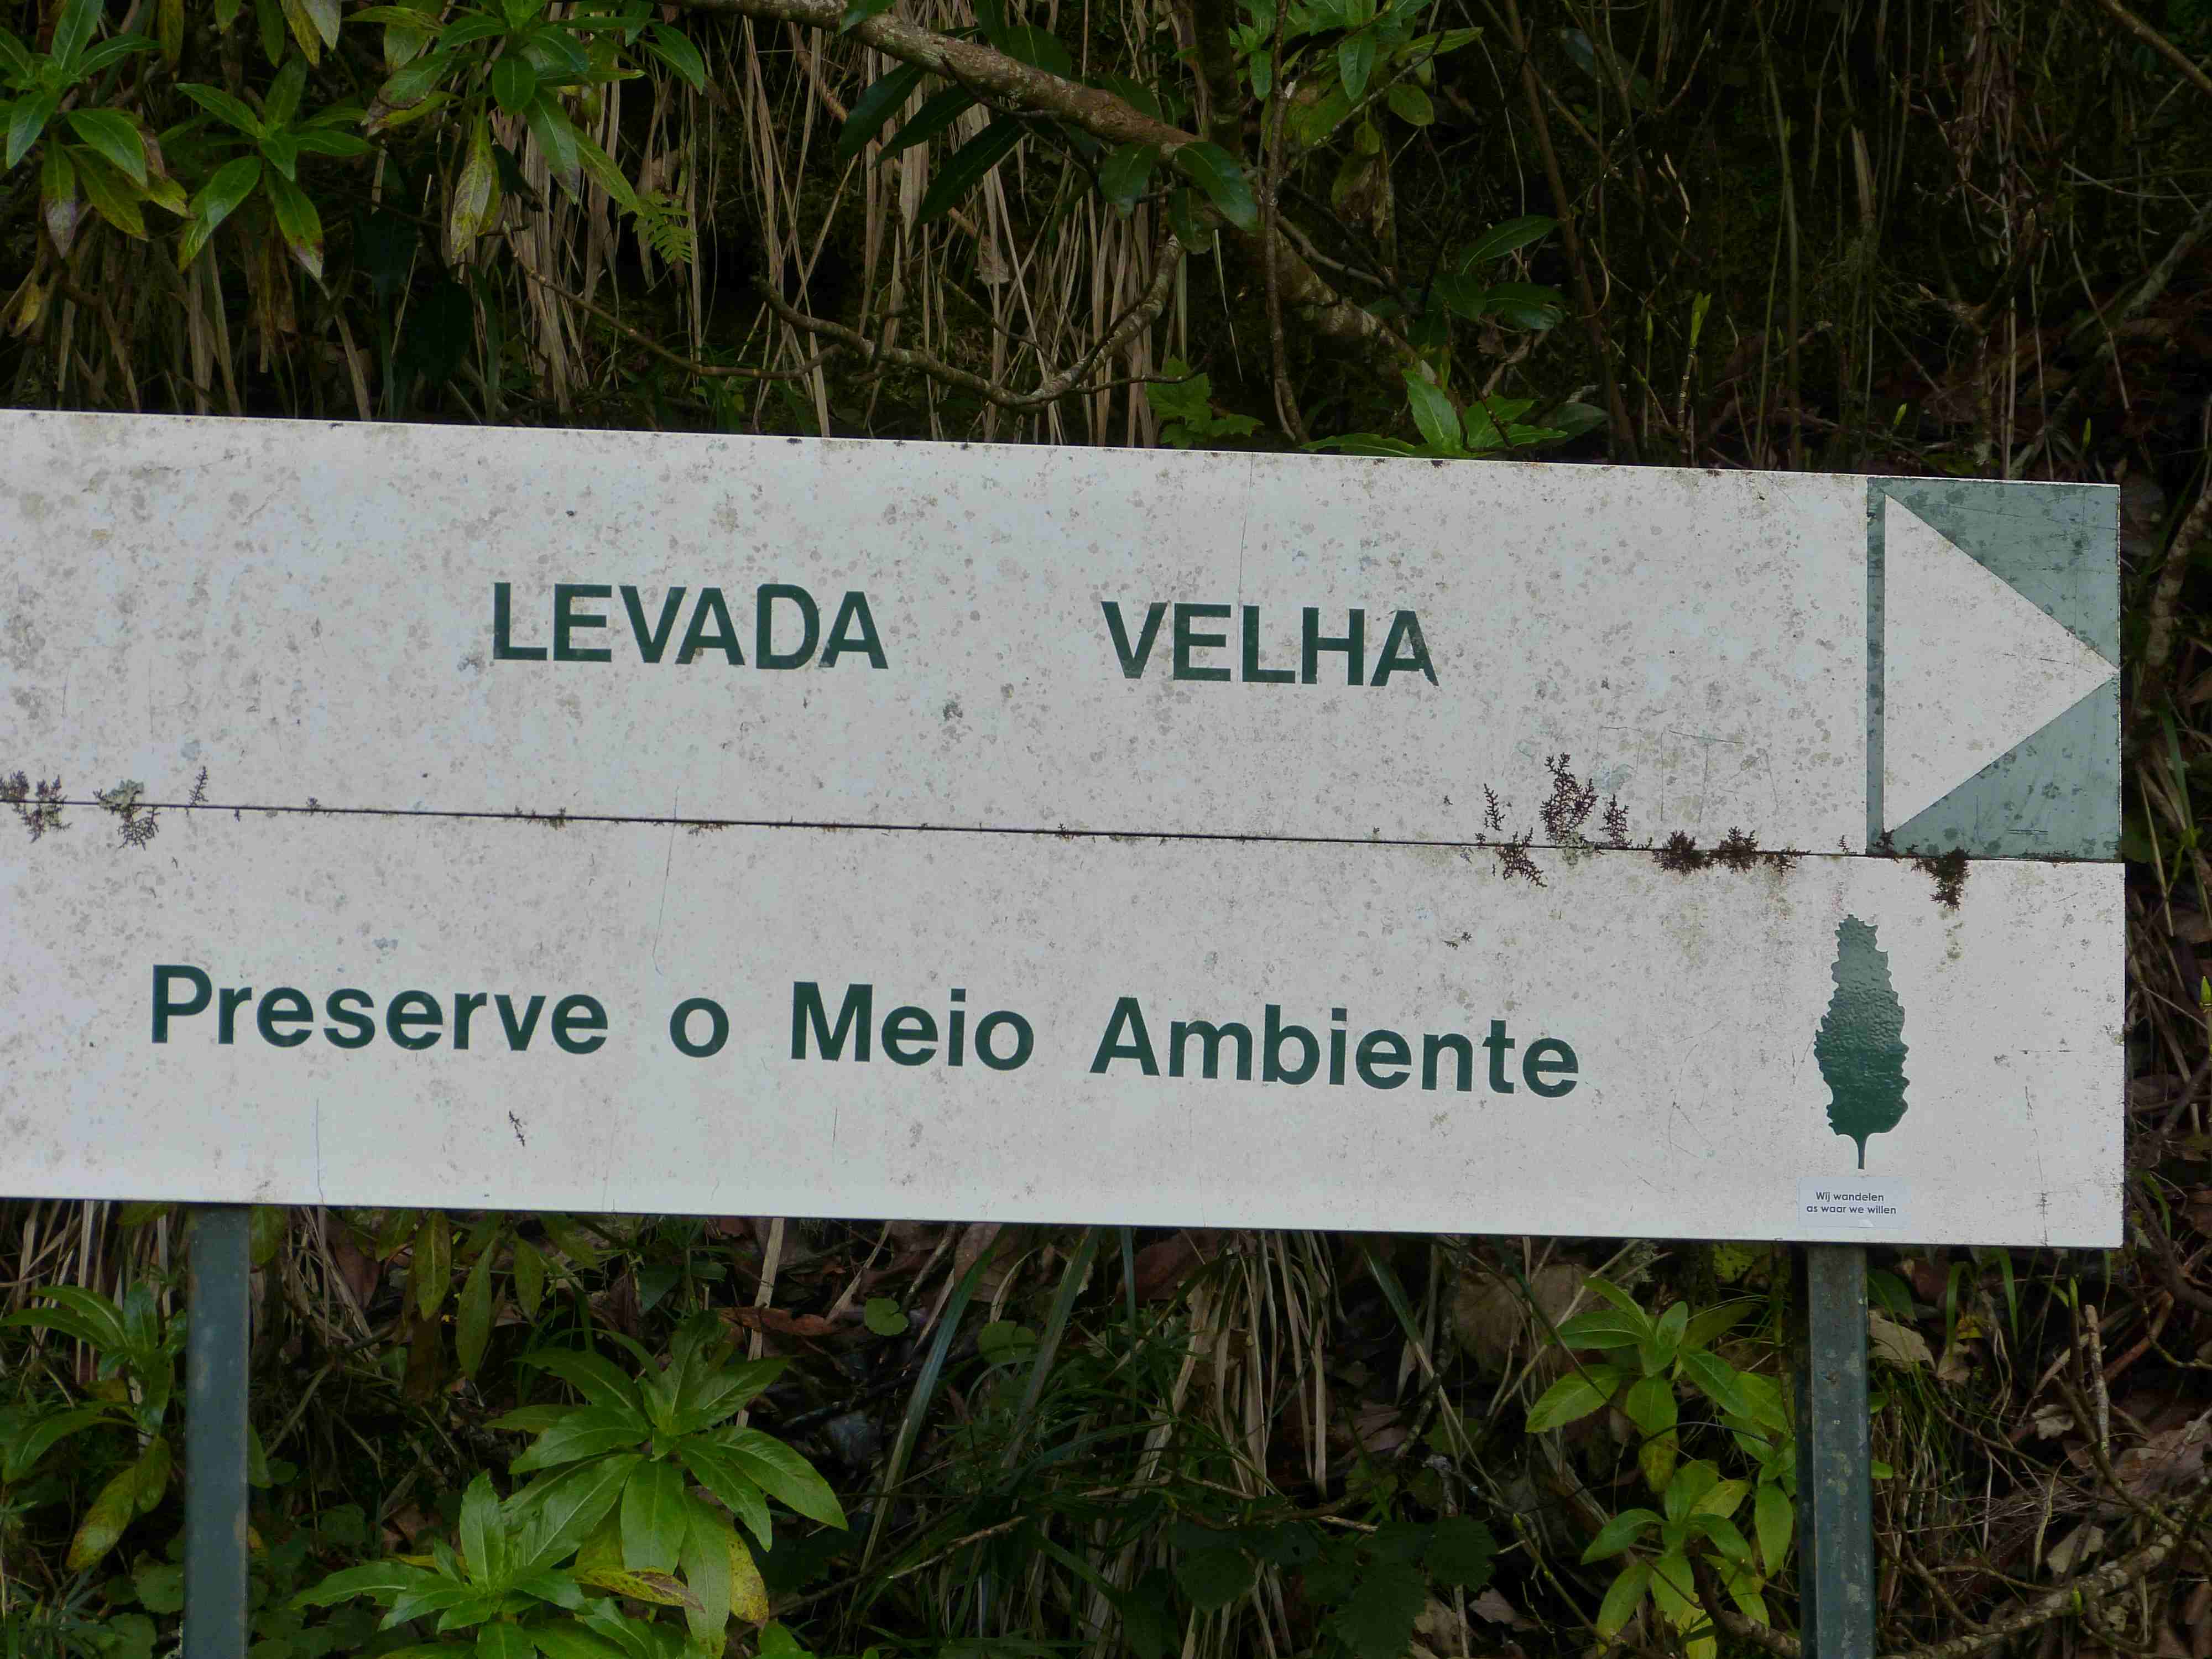 LEVADA VELHA
Preserve o Meio Ambiente
Wij wandelen
as waar we willen